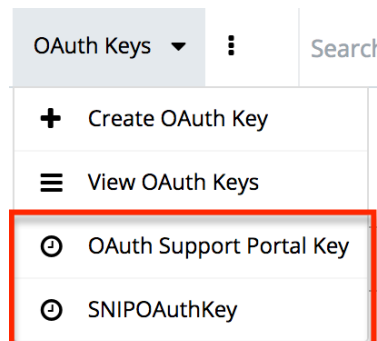 OAuth Keys
Search
Create OAuth Key
View OAuth Keys
OAuth Support Portal Key
SNIPOAuthKey